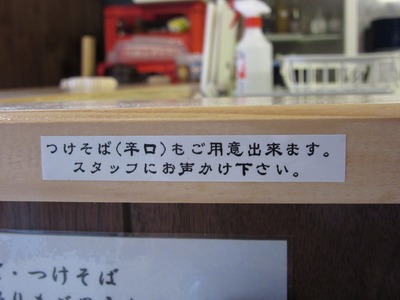 つけそば(辛口)もご用意出来ます。
スタッフにお声かけ下さい。
・つけそば